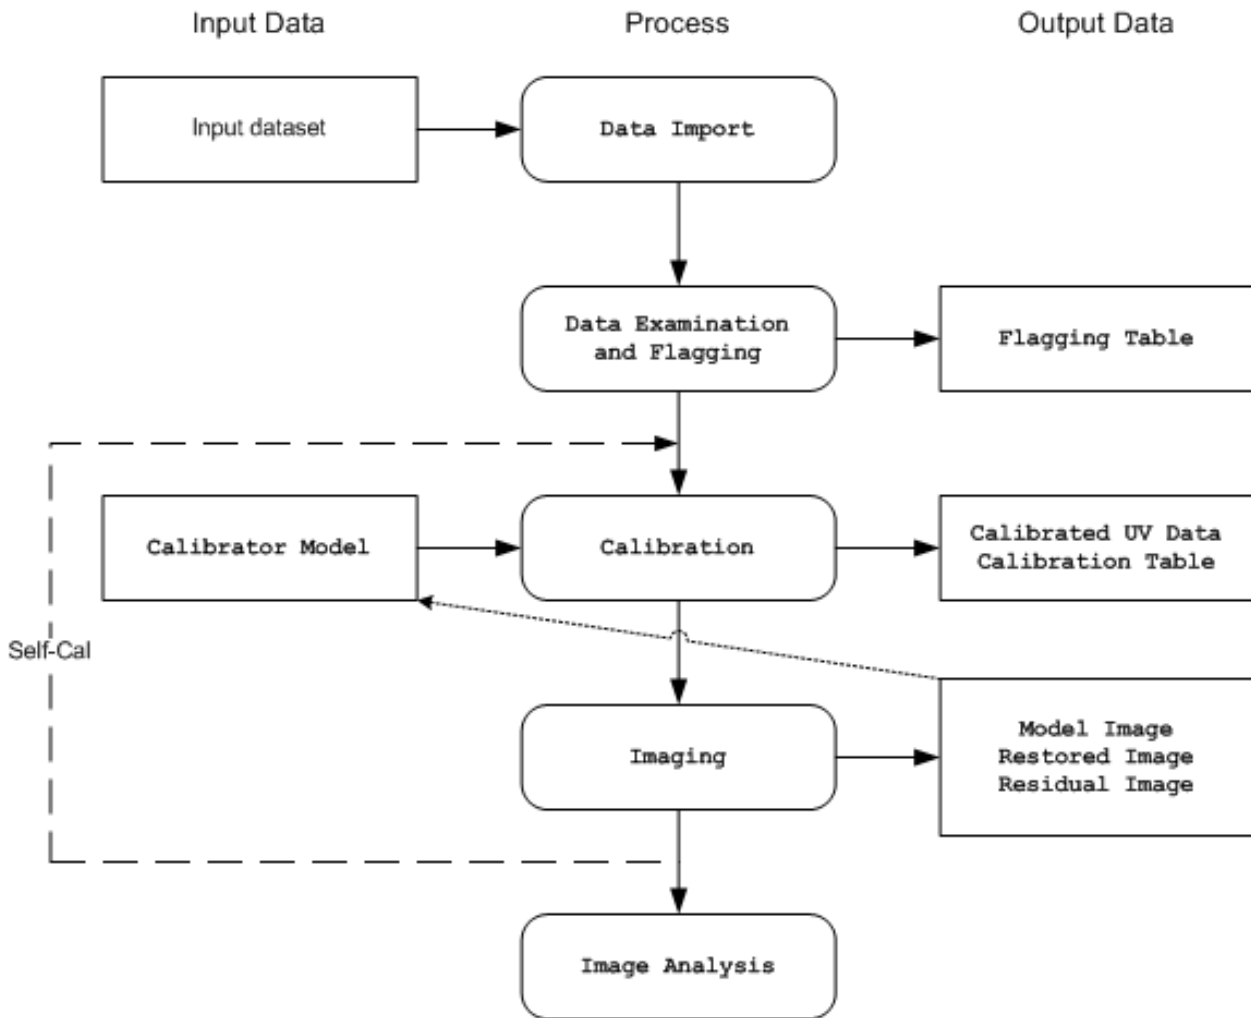 Input Data
Process
Output Data
Input dataset
Data Import
Data Examination
and Flagging
Flagging Table
Calibrator Model
Calibration
Calibrated UV Data
Calibration Table
Self-Cal
Imaging
Model Image
Restored Image
Residual Image
Image Analysis